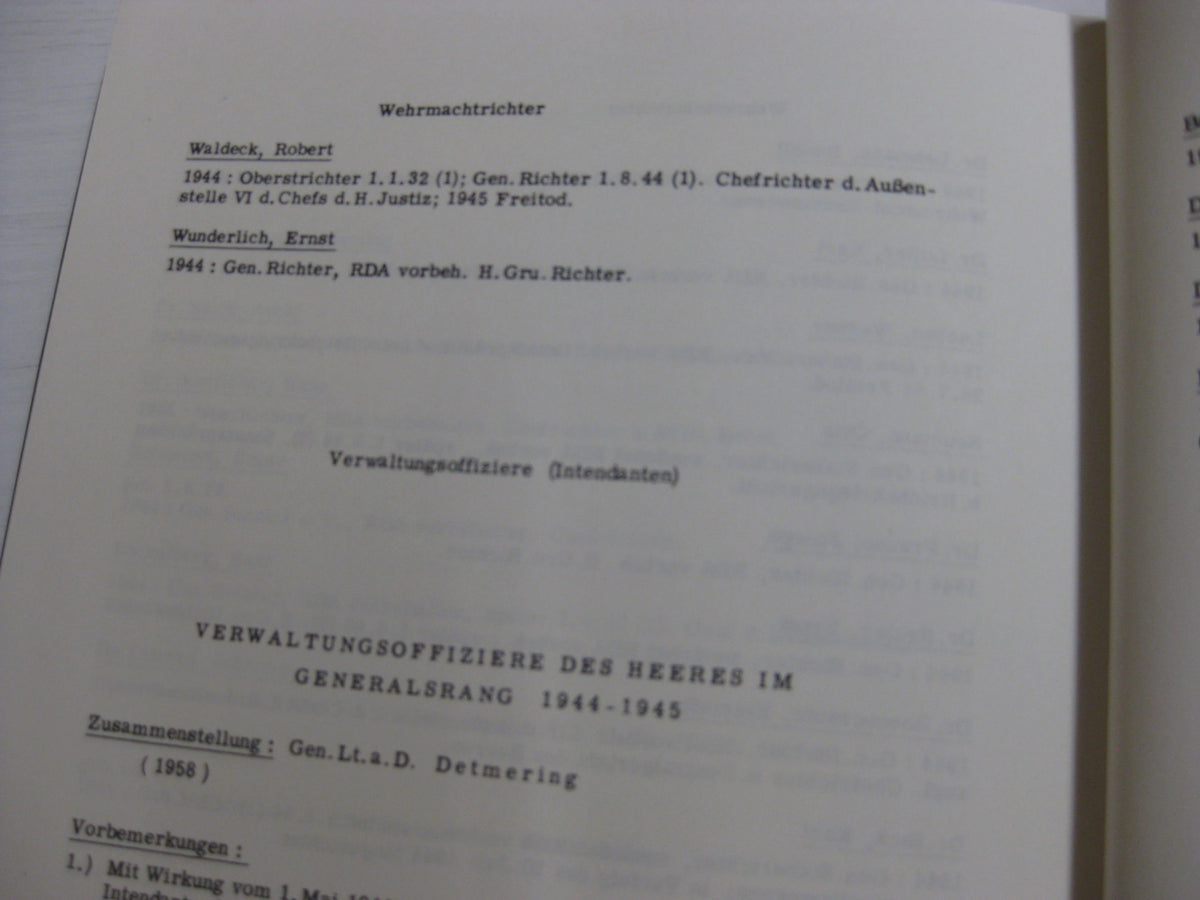 Wehrmachtrichter
Waldeck, Robert
1944 : Oberstrichter 1.1.32 (1); Gen. Richter 1.8.44 (1). Chefrichter d. Außen-
stelle VI d. Chefs d. H. Justiz; 1945 Freitod.
Wunderlich, Ernst
1944 : Gen. Richter, RDA vorbeh. H. Gru. Richter.
Verwaltungsoffiziere (Intendanten)
VERWALTUNGSOFFIZIERE DES HEERES IM
GENERALSRANG 1944-1945
Zusammenstellung : Gen. Lt. a. D. Detmering
(1958)
Vorbemerkungen :
1.) Mit Wirkung vom 1. Mai